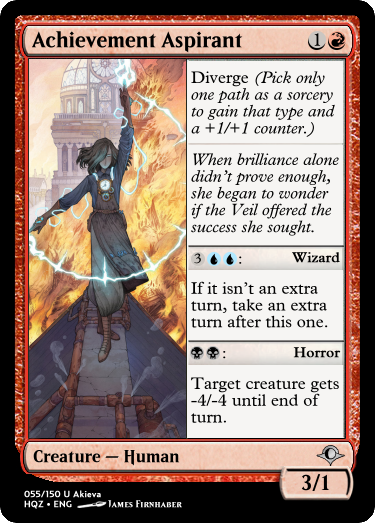 Achievement Aspirant 1
Diverge (Pick only
one path as a sorcery
to gain that type and
a +1/+1 counter.)
When brilliance alone
didn't prove enough,
she began to wonder
if the Veil offered the
success she sought.
3 : Wizard
If it isn't an extra
turn, take an extra
turn after this one.
: Horror
Target creature gets
-4/-4 until end of
turn.
Creature — Human
3/1
055/150 U Akieva
HQZ • ENG James Firnhaber